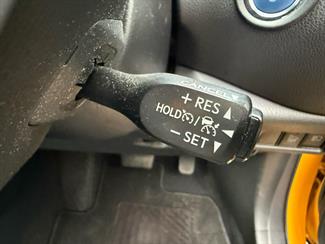 CANCEL
+ RES
HOLD /
− SET